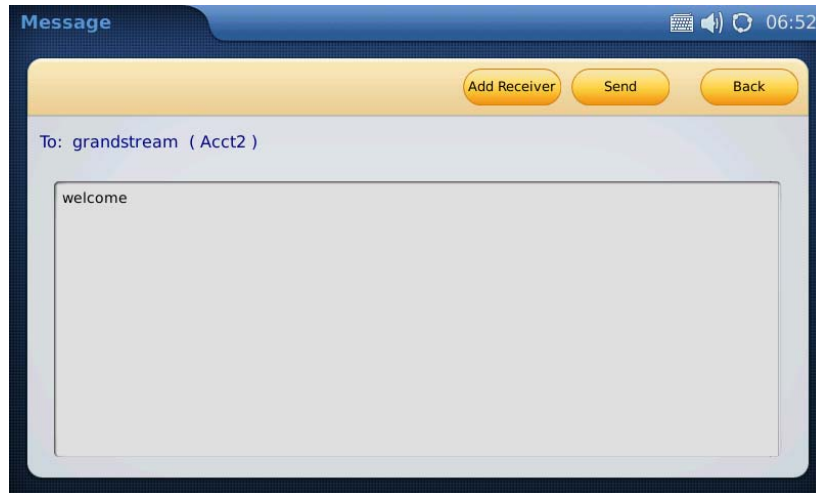 Message 06:52
Add Receiver Send Back
To: grandstream ( Acct2 )
welcome